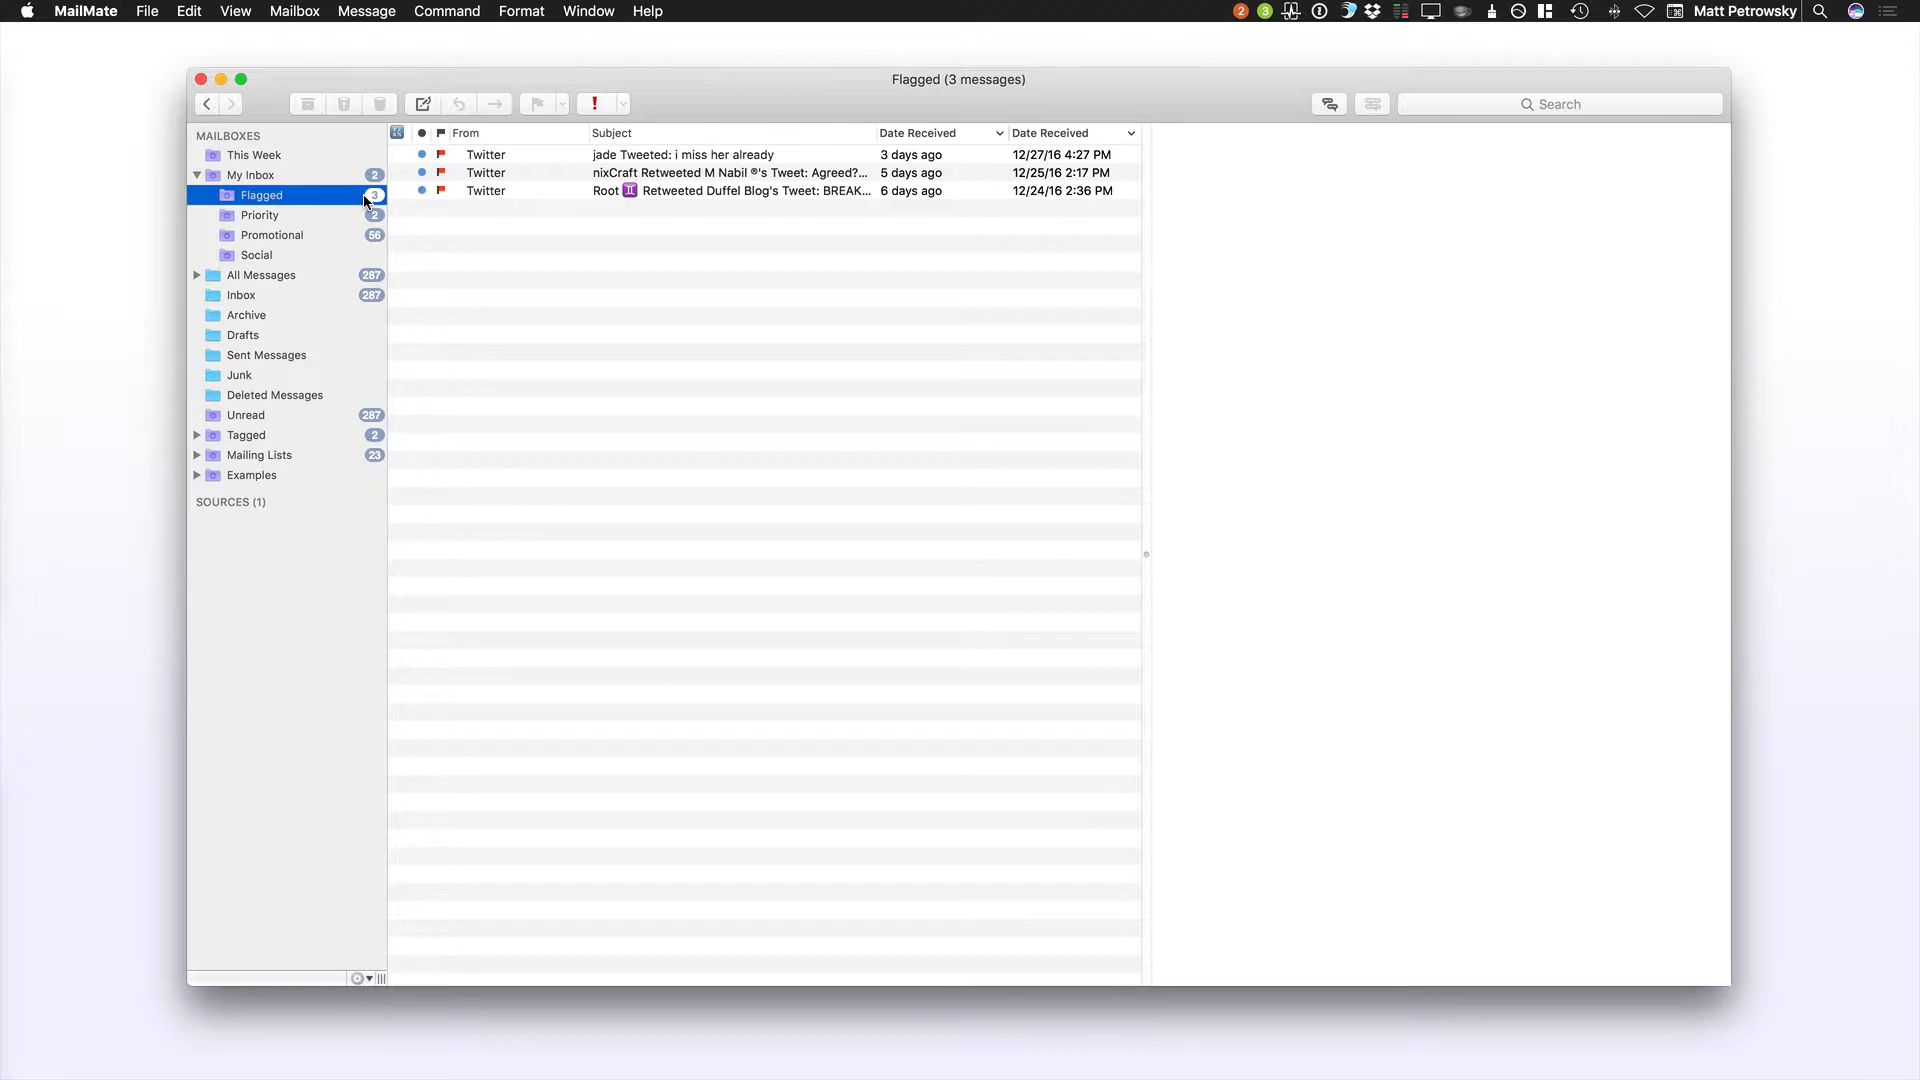 MailMate File Edit View Mailbox Message Command Format Window Help 2 3 Matt Petrowsky
Flagged (3 messages)
Search
MAILBOXES
This Week
My Inbox 2
Flagged 3
Priority 2
Promotional 56
Social
All Messages 287
Inbox 287
Archive
Drafts
Sent Messages
Junk
Deleted Messages
Unread 287
Tagged 2
Mailing Lists 23
Examples
SOURCES (1)
From Subject Date Received Date Received
Twitter jade Tweeted: i miss her already 3 days ago 12/27/16 4:27 PM
Twitter nixCraft Retweeted M Nabil ®'s Tweet: Agreed?... 5 days ago 12/25/16 2:17 PM
Twitter Root ♊ Retweeted Duffel Blog's Tweet: BREAK... 6 days ago 12/24/16 2:36 PM